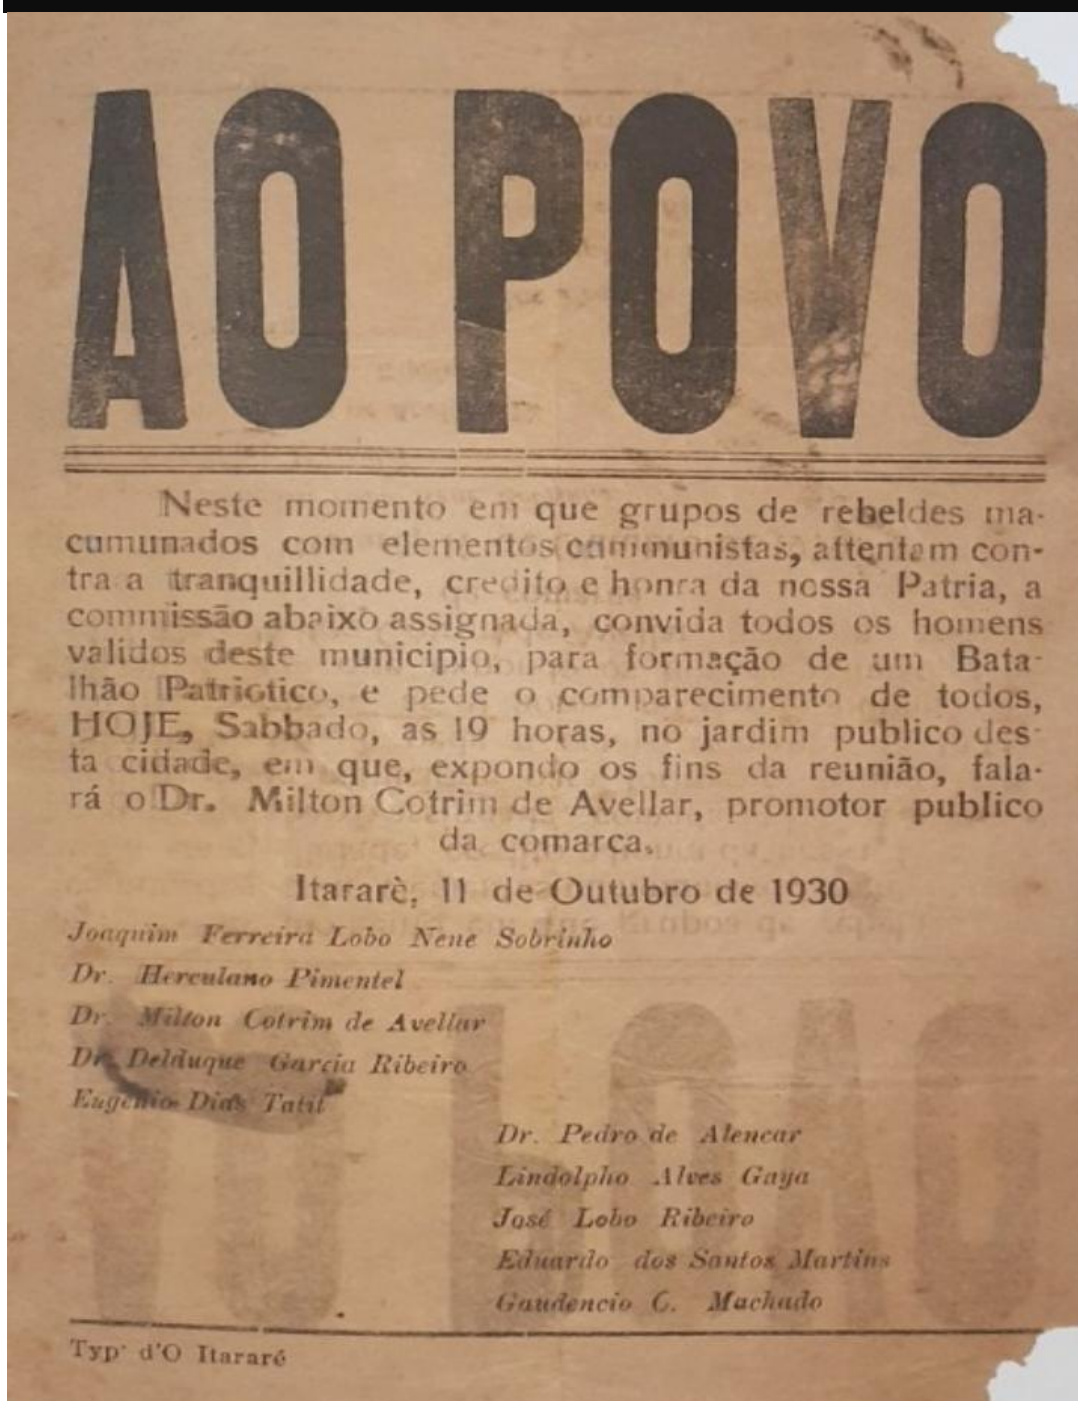 AO POVO
Neste momento em que grupos de rebeldes ma-
cumunados com elementos cummunistas, attentam con-
tra a tranquillidade, credito e honra da nossa Patria, a
commissão abaixo assignada, convida todos os homens
validos deste municipio, para formação de um Bata-
lhão Patriotico, e pede o comparecimento de todos,
HOJE, Sabbado, as 19 horas, no jardim publico des-
ta cidade, em que, expondo os fins da reunião, fala-
rá o Dr. Milton Cotrim de Avellar, promotor publico
da comarca.
Itararè, 11 de Outubro de 1930
Joaquim Ferreira Lobo Nene Sobrinho
Dr. Herculano Pimentel
Dr. Milton Cotrim de Avellar
Dr. Delduque Garcia Ribeiro
Eugenio Dias Tatit
Dr. Pedro de Alencar
Lindolpho Alves Gaya
José Lobo Ribeiro
Eduardo dos Santos Martins
Gaudencio C. Machado
Typ. d'O Itararé